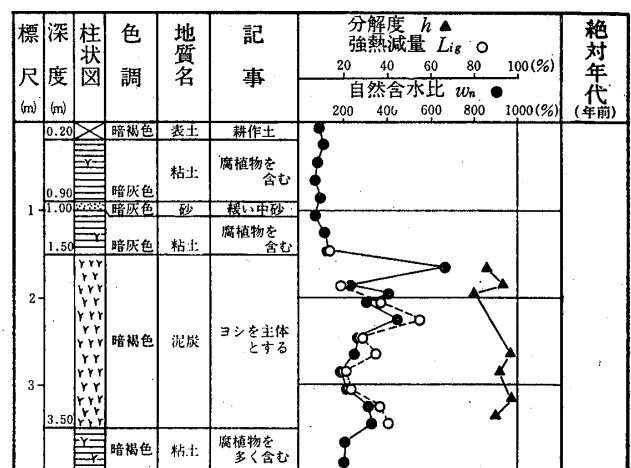 標尺(m)
深度(m)
柱状図
色調
地質名
記事
分解度 h ▲
強熱減量 Lig ○
20 40 60 80 100(%)
自然含水比 wn ●
200 400 600 800 1000(%)
絶対年代(年前)
0.20 暗褐色 表土 耕作土
0.90 暗灰色 粘土 腐植物を
含む
1 1.00 暗灰色 砂 緩い中砂
1.50 暗灰色 粘土 腐植物を
含む
2
暗褐色 泥炭 ヨシを主体
とする
3
3.50
暗褐色 粘土 腐植物を
多く含む